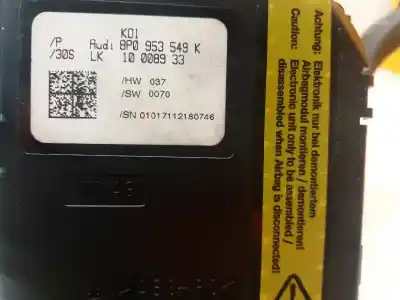 K01
/P Audi 8P0 953 549 K
/30S LK 10 0089 33
/HW 037
/SW 0070
/SN 01017112180746
Achtung:
Elektronik nur bei demontiertem
Airbagmodul montieren / demontieren!
Caution:
Electronic unit only to be assembled /
disassembled when Airbag is disconnected!